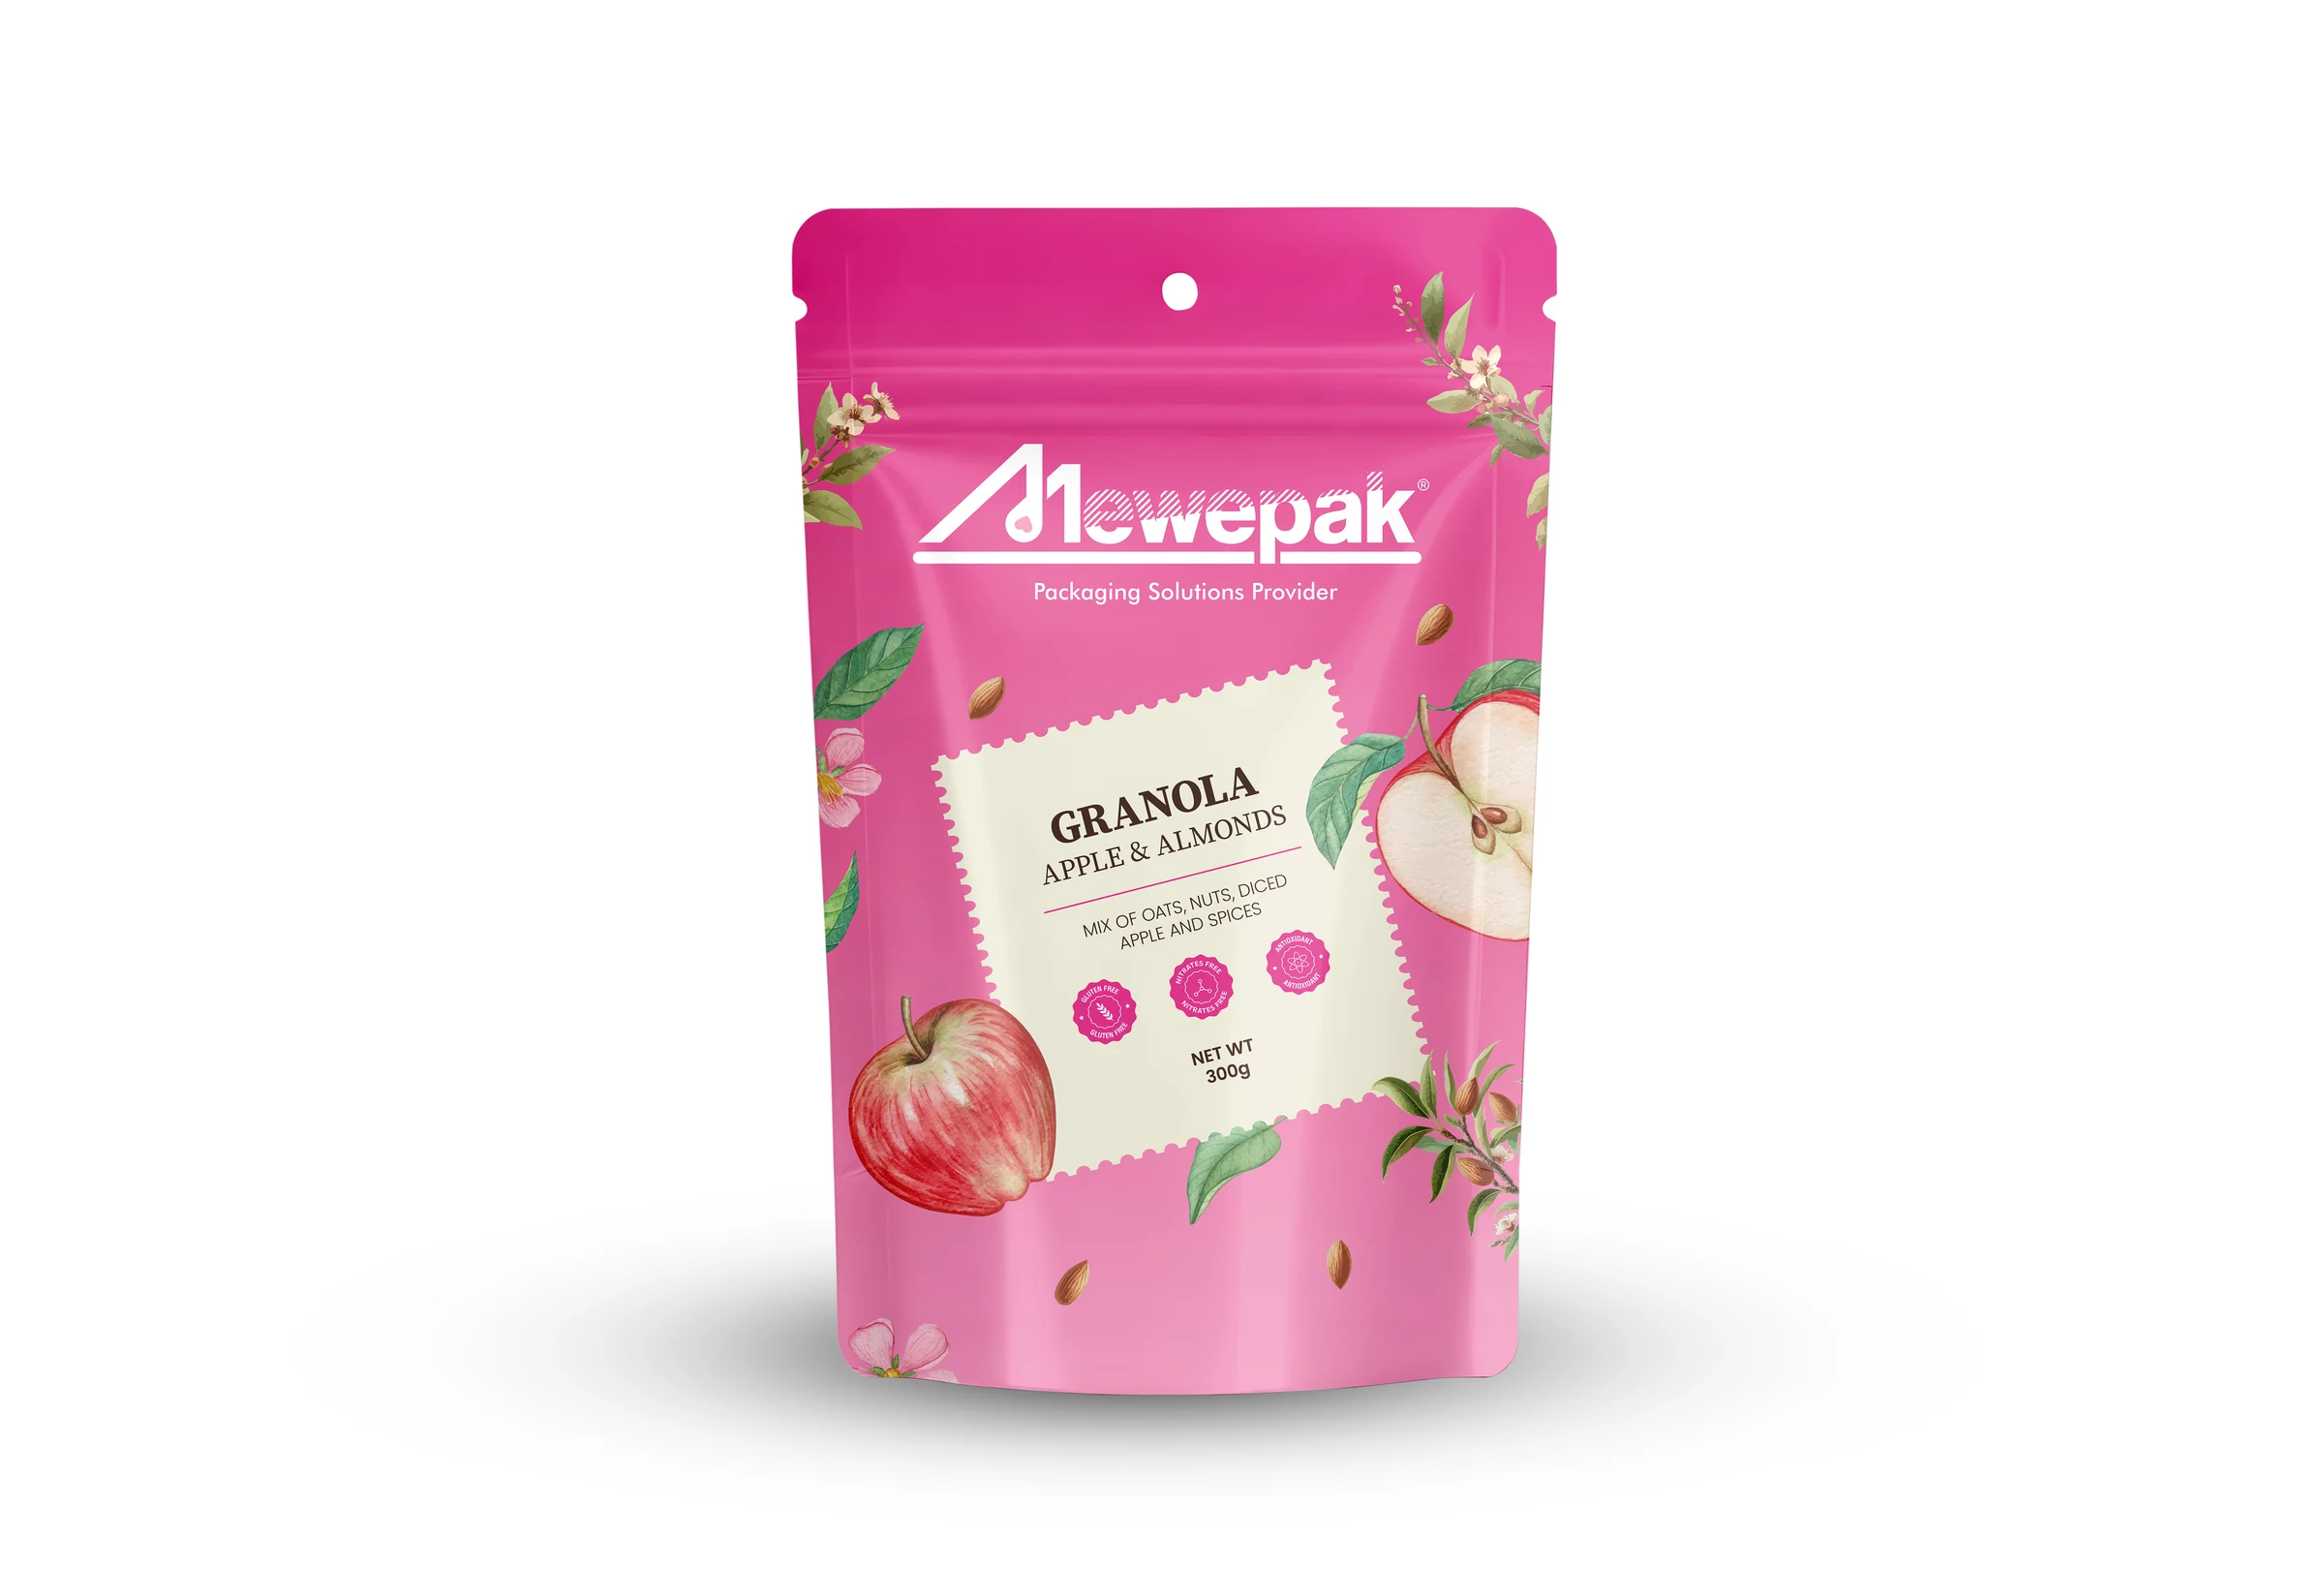 Mewepak®
Packaging Solutions Provider
GRANOLA
APPLE & ALMONDS
MIX OF OATS, NUTS, DICED
APPLE AND SPICES
GLUTEN FREE
GLUTEN FREE
NITRATES FREE
NITRATES FREE
ANTIOXIDANT
ANTIOXIDANT
NET WT
300g